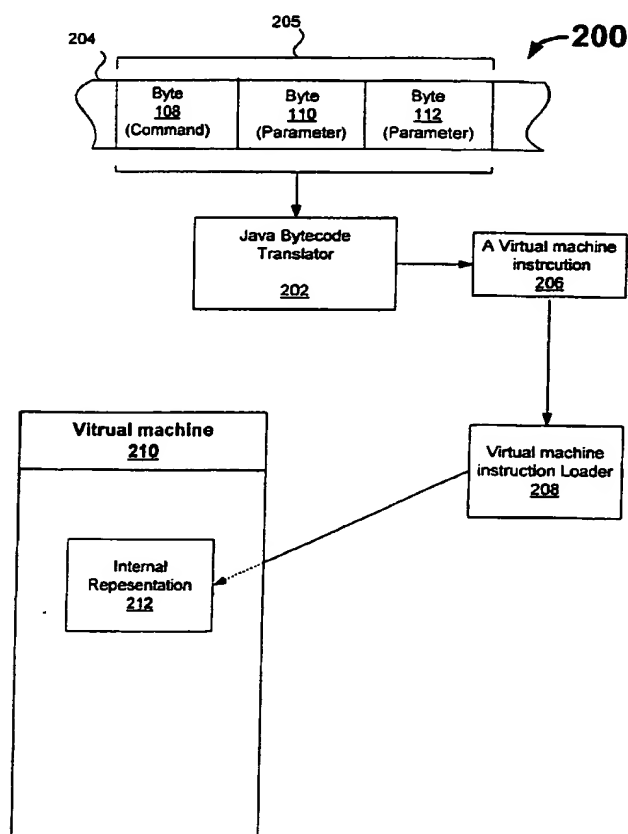 204
205
200
Byte
108
(Command)
Byte
110
(Parameter)
Byte
112
(Parameter)
Java Bytecode
Translator
202
A Virtual machine
instrcution
206
Vitrual machine
210
Virtual machine
instruction Loader
208
Internal
Repesentation
212